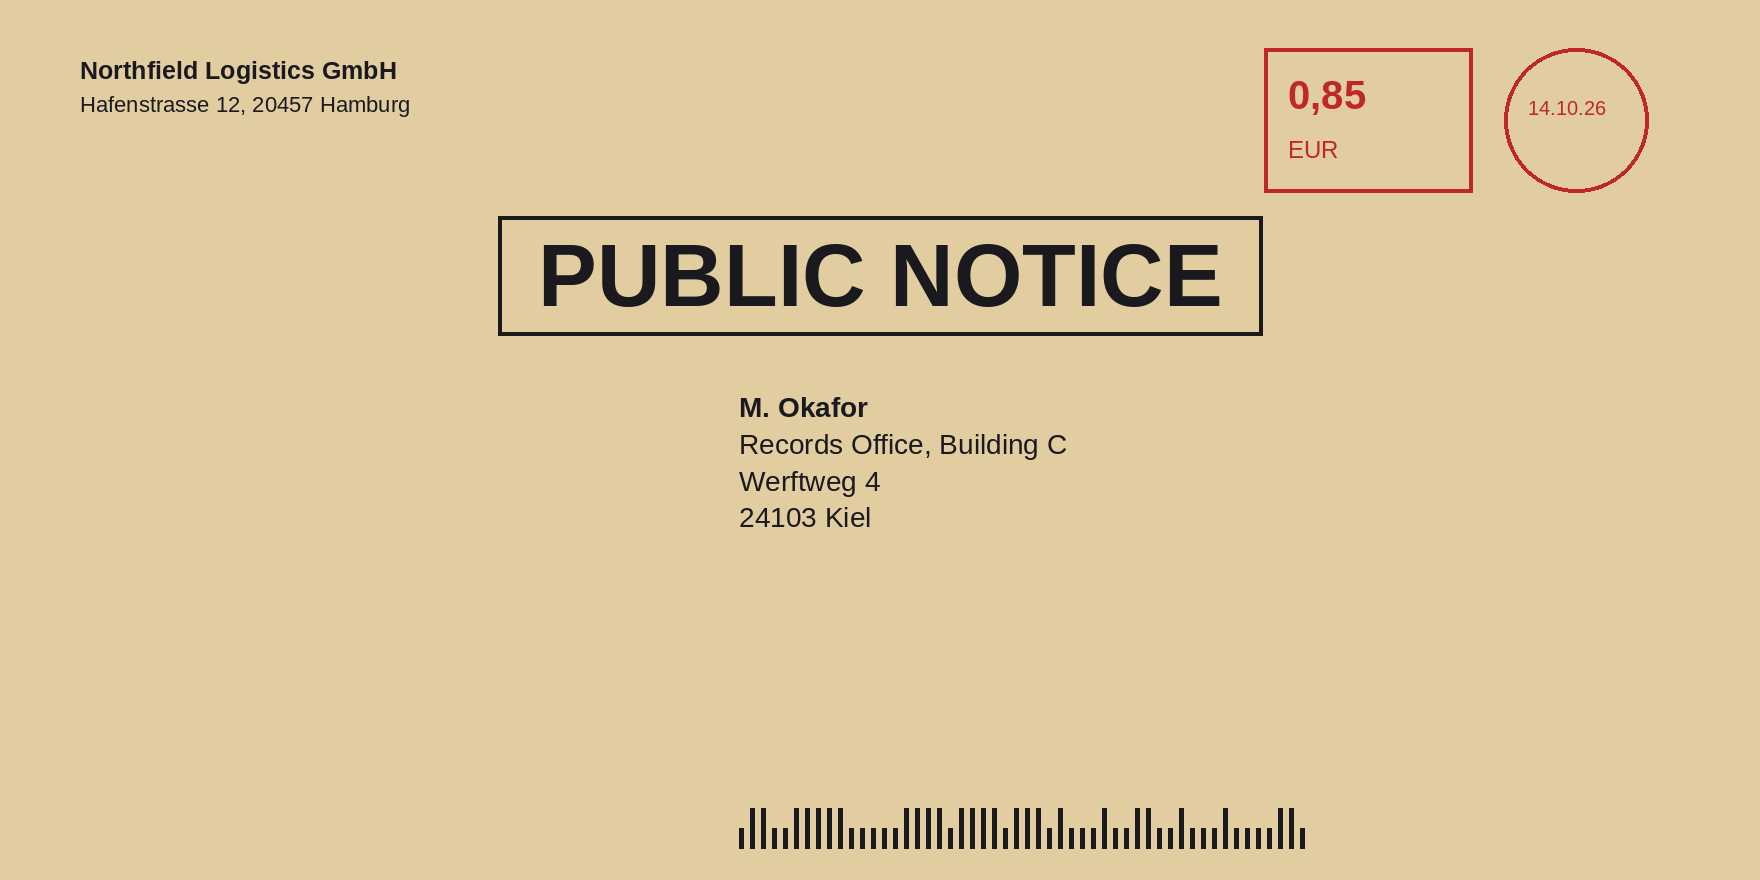 Northfield Logistics GmbH
Hafenstrasse 12, 20457 Hamburg
0,85
EUR
14.10.26
PUBLIC NOTICE
M. Okafor
Records Office, Building C
Werftweg 4
24103 Kiel